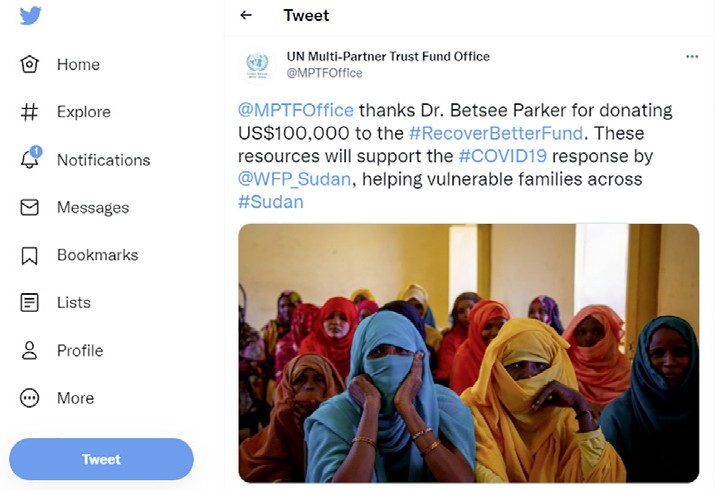 Tweet
Home
Explore
1
Notifications
Messages
Bookmarks
Lists
Profile
More
Tweet
UN Multi-Partner Trust Fund Office
@MPTFOffice
@MPTFOffice thanks Dr. Betsee Parker for donating
US$100,000 to the #RecoverBetterFund. These
resources will support the #COVID19 response by
@WFP_Sudan, helping vulnerable families across
#Sudan